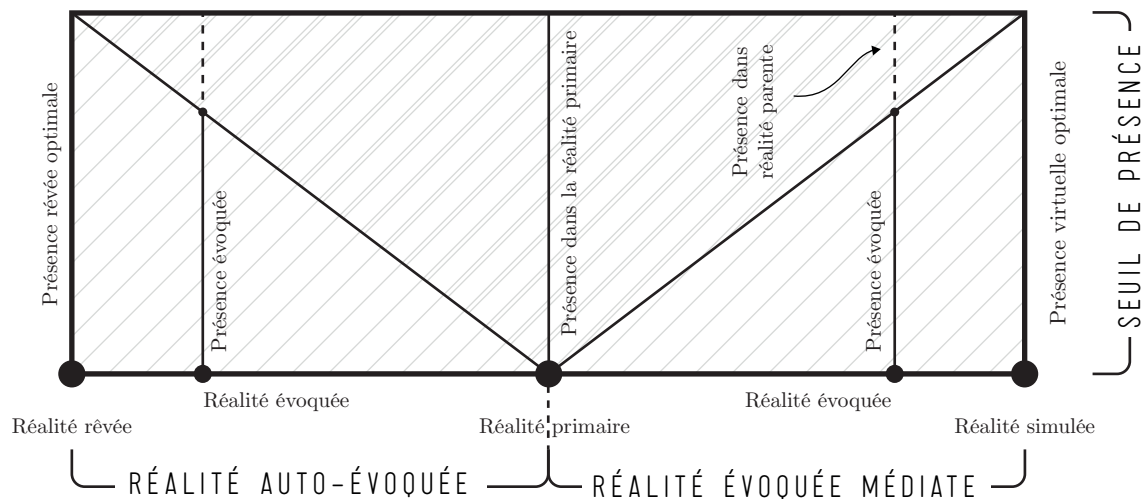 Présence révée optimale
Présence évoquée
Présence dans la réalité primaire
Présence dans
réalité parente
Présence évoquée
Présence virtuelle optimale
SEUIL DE PRÉSENCE
Réalité évoquée
Réalité évoquée
Réalité rêvée
Réalité primaire
Réalité simulée
RÉALITÉ AUTO-ÉVOQUÉE
RÉALITÉ ÉVOQUÉE MÉDIATE